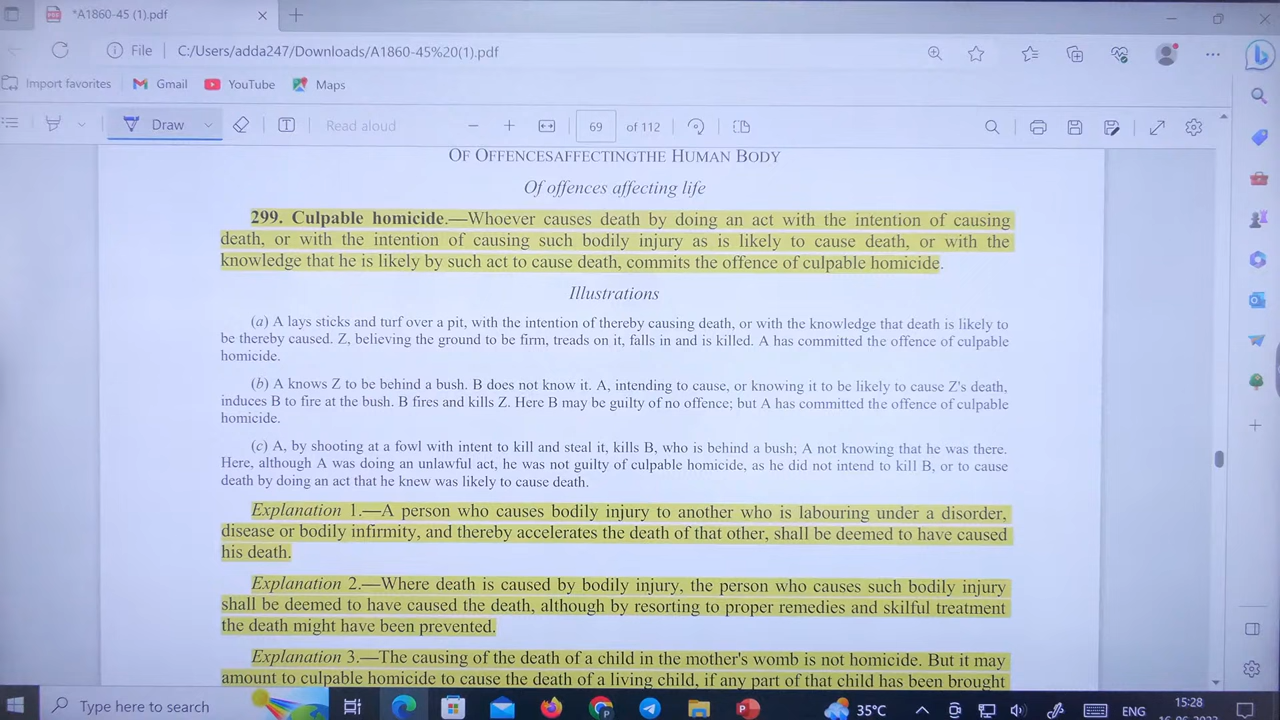 *A1860-45 (1).pdf
File C:/Users/adda247/Downloads/A1860-45%20(1).pdf
Import favorites Gmail YouTube Maps
Draw Read aloud 69 of 112
OF OFFENCESAFFECTINGTHE HUMAN BODY
Of offences affecting life
299. Culpable homicide.—Whoever causes death by doing an act with the intention of causing
death, or with the intention of causing such bodily injury as is likely to cause death, or with the
knowledge that he is likely by such act to cause death, commits the offence of culpable homicide.
Illustrations
(a) A lays sticks and turf over a pit, with the intention of thereby causing death, or with the knowledge that death is likely to
be thereby caused. Z, believing the ground to be firm, treads on it, falls in and is killed. A has committed the offence of culpable
homicide.
(b) A knows Z to be behind a bush. B does not know it. A, intending to cause, or knowing it to be likely to cause Z's death,
induces B to fire at the bush. B fires and kills Z. Here B may be guilty of no offence; but A has committed the offence of culpable
homicide.
(c) A, by shooting at a fowl with intent to kill and steal it, kills B, who is behind a bush; A not knowing that he was there.
Here, although A was doing an unlawful act, he was not guilty of culpable homicide, as he did not intend to kill B, or to cause
death by doing an act that he knew was likely to cause death.
Explanation 1.—A person who causes bodily injury to another who is labouring under a disorder,
disease or bodily infirmity, and thereby accelerates the death of that other, shall be deemed to have caused
his death.
Explanation 2.—Where death is caused by bodily injury, the person who causes such bodily injury
shall be deemed to have caused the death, although by resorting to proper remedies and skilful treatment
the death might have been prevented.
Explanation 3.—The causing of the death of a child in the mother's womb is not homicide. But it may
amount to culpable homicide to cause the death of a living child, if any part of that child has been brought
Type here to search 35°C ENG 15:28